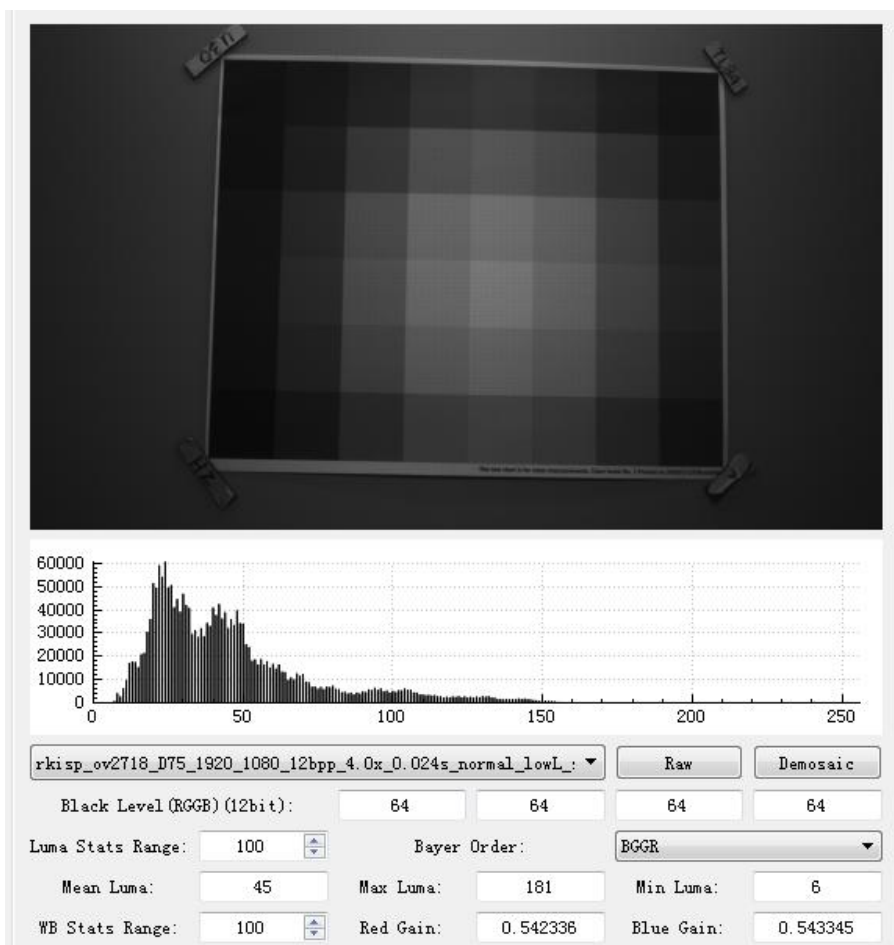 TL84
HZ
60000
50000
40000
30000
20000
10000
0
0 50 100 150 200 250
rkisp_ov2718_D75_1920_1080_12bpp_4.0x_0.024s_normal_lowL_
Raw
Demosaic
Black Level(RGGB)(12bit): 64 64 64 64
Luma Stats Range: 100 Bayer Order: BGGR
Mean Luma: 45 Max Luma: 181 Min Luma: 6
WB Stats Range: 100 Red Gain: 0.542336 Blue Gain: 0.543345